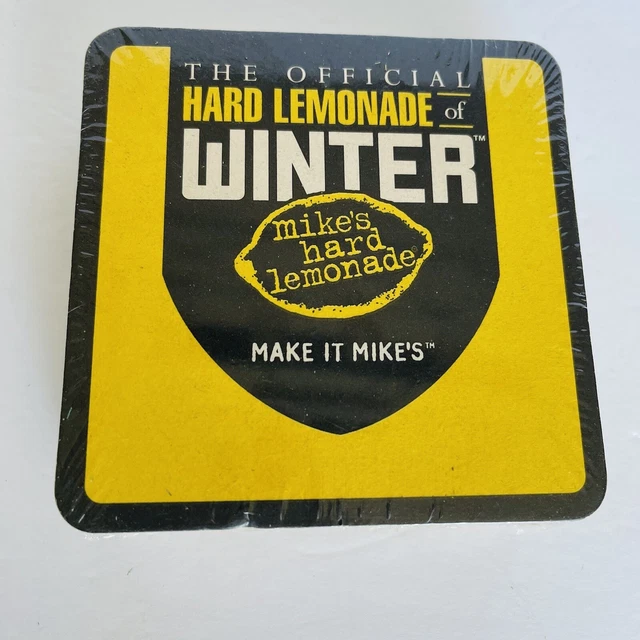 THE OFFICIAL
HARD LEMONADE of
WINTER™
mike's
hard
lemonade
MAKE IT MIKE'S™